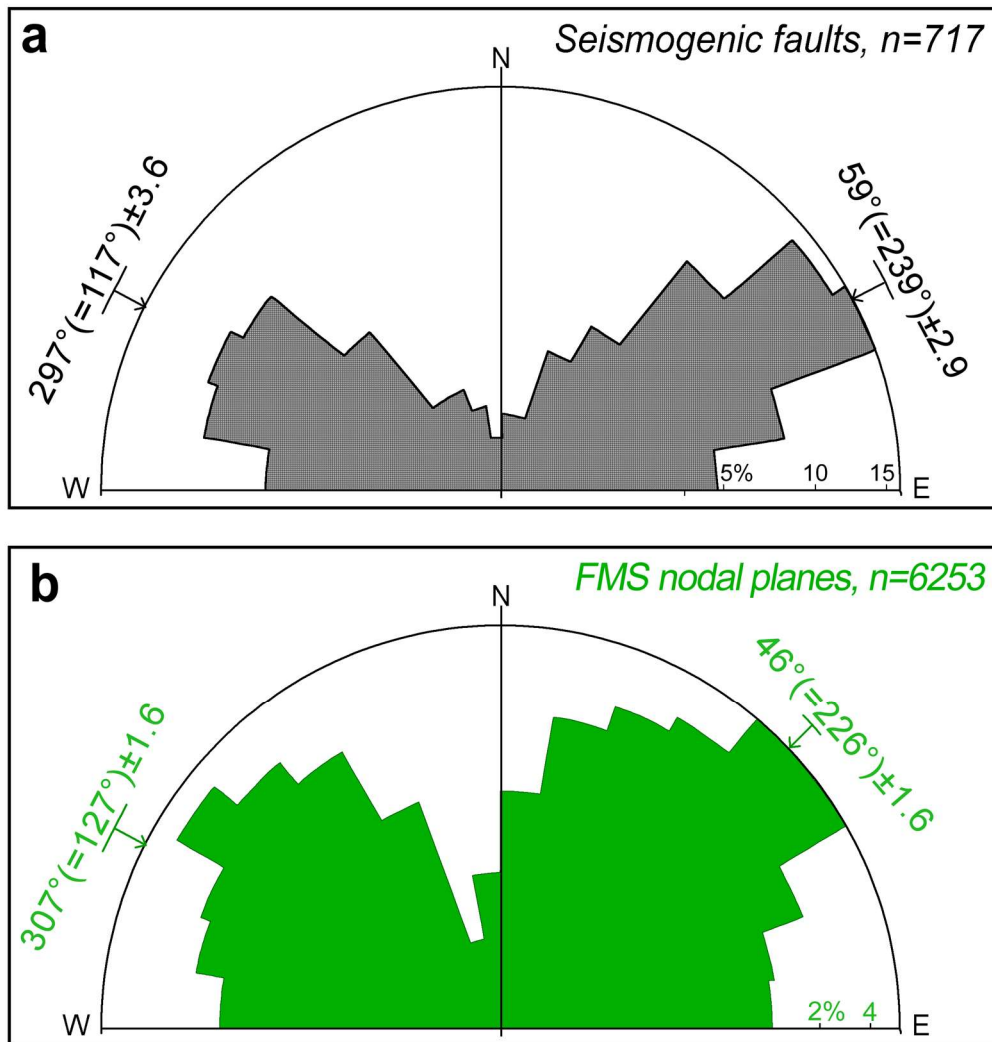 a
Seismogenic faults, n=717
N
297°(=117°)±3.6
59°(=239°)±2.9
W
5%
10
15
E
b
FMS nodal planes, n=6253
N
307°(=127°)±1.6
46°(=226°)±1.6
W
2%
4
E